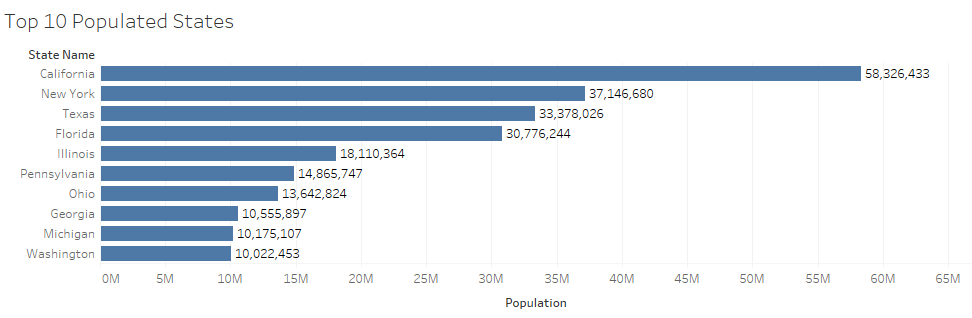 Top 10 Populated States
State Name
California 58,326,433
New York 37,146,680
Texas 33,378,026
Florida 30,776,244
Illinois 18,110,364
Pennsylvania 14,865,747
Ohio 13,642,824
Georgia 10,555,897
Michigan 10,175,107
Washington 10,022,453
0M 5M 10M 15M 20M 25M 30M 35M 40M 45M 50M 55M 60M 65M
Population